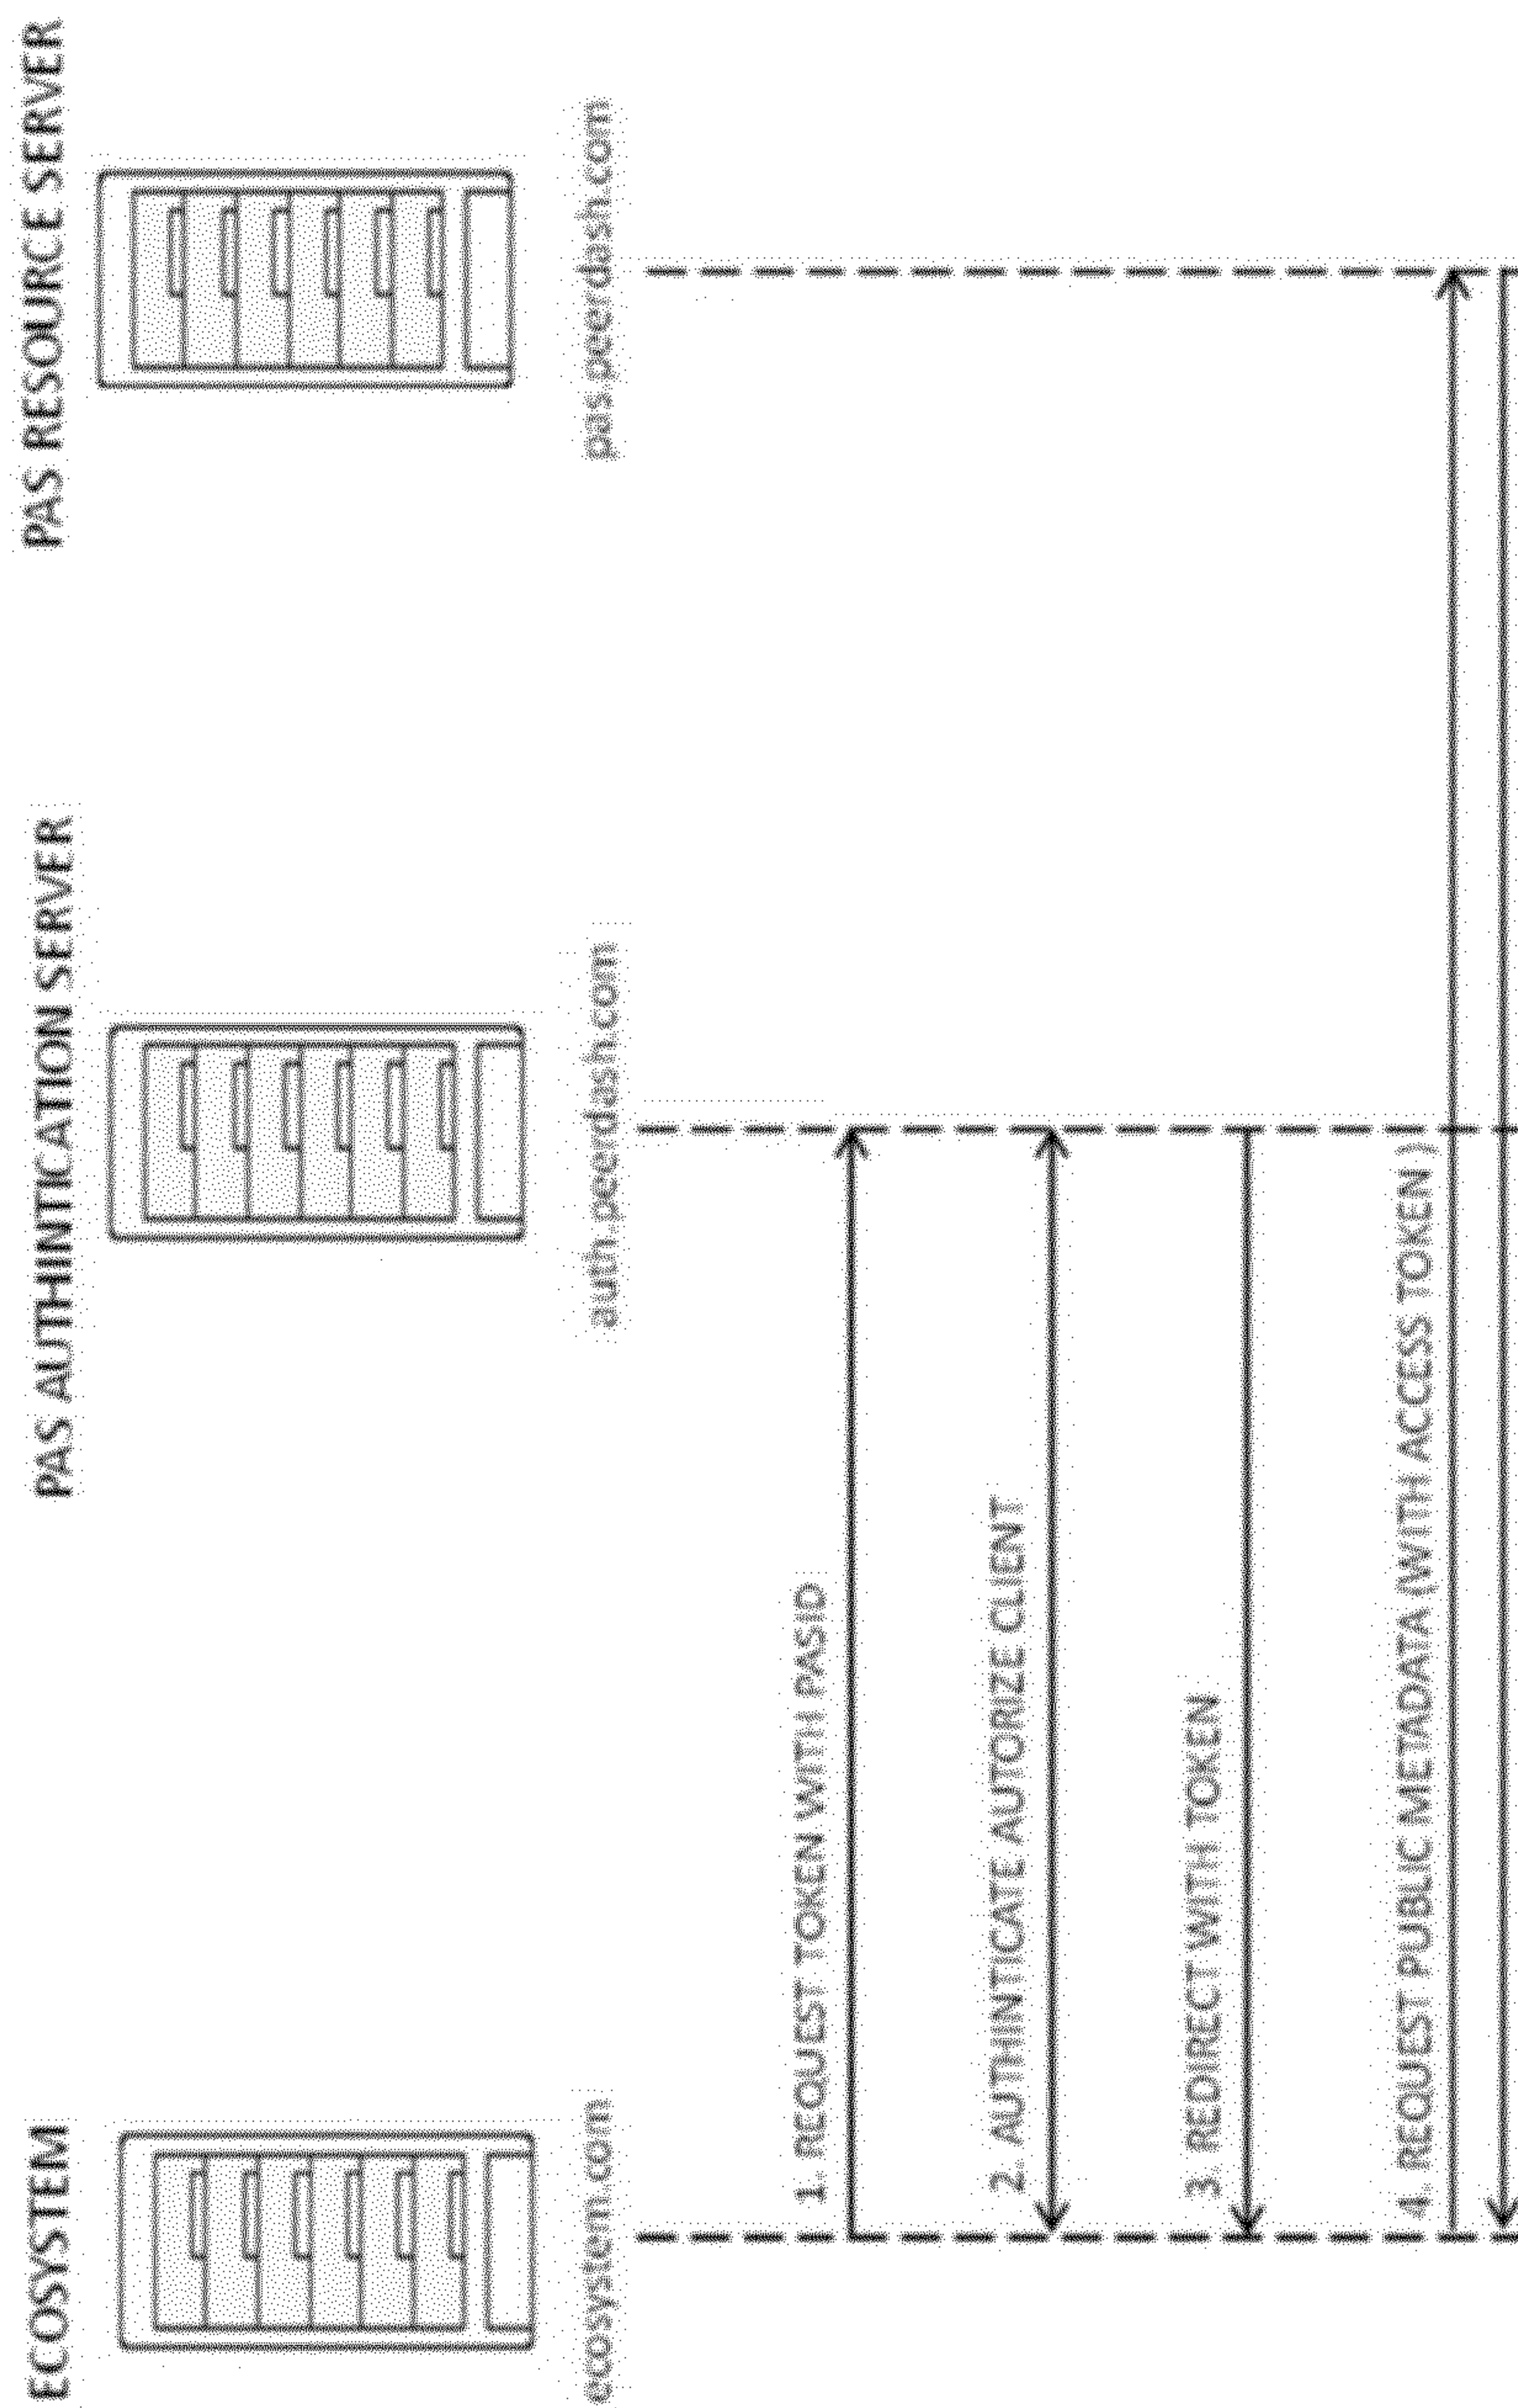 ECOSYSTEM
PAS AUTHINTICATION SERVER
PAS RESOURCE SERVER
ecosystem.com
auth.peerdash.com
pas.peerdash.com
1. REQUEST TOKEN WITH PASID
2. AUTHINTICATE AUTORIZE CLIENT
3. REDIRECT WITH TOKEN
4. REQUEST PUBLIC METADATA (WITH ACCESS TOKEN )